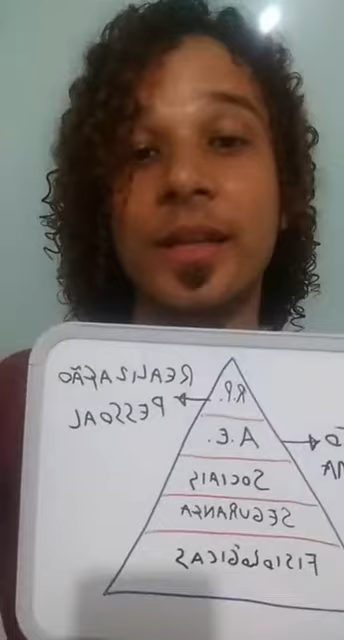 REALIZAÇÃO
PESSOAL
R.P.
A.E.
SOCIAIS
SEGURANÇA
FISIOLÓGICAS